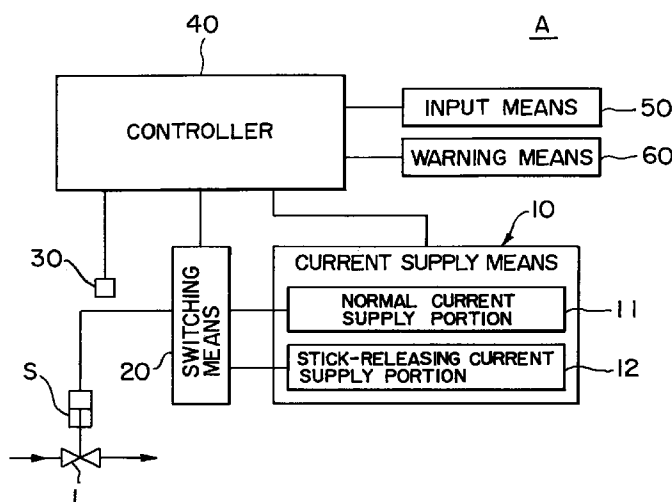 40
A
CONTROLLER
INPUT MEANS
50
WARNING MEANS
60
30
10
CURRENT SUPPLY MEANS
SWITCHING
MEANS
20
NORMAL CURRENT
SUPPLY PORTION
11
STICK-RELEASING CURRENT
SUPPLY PORTION
12
S
1